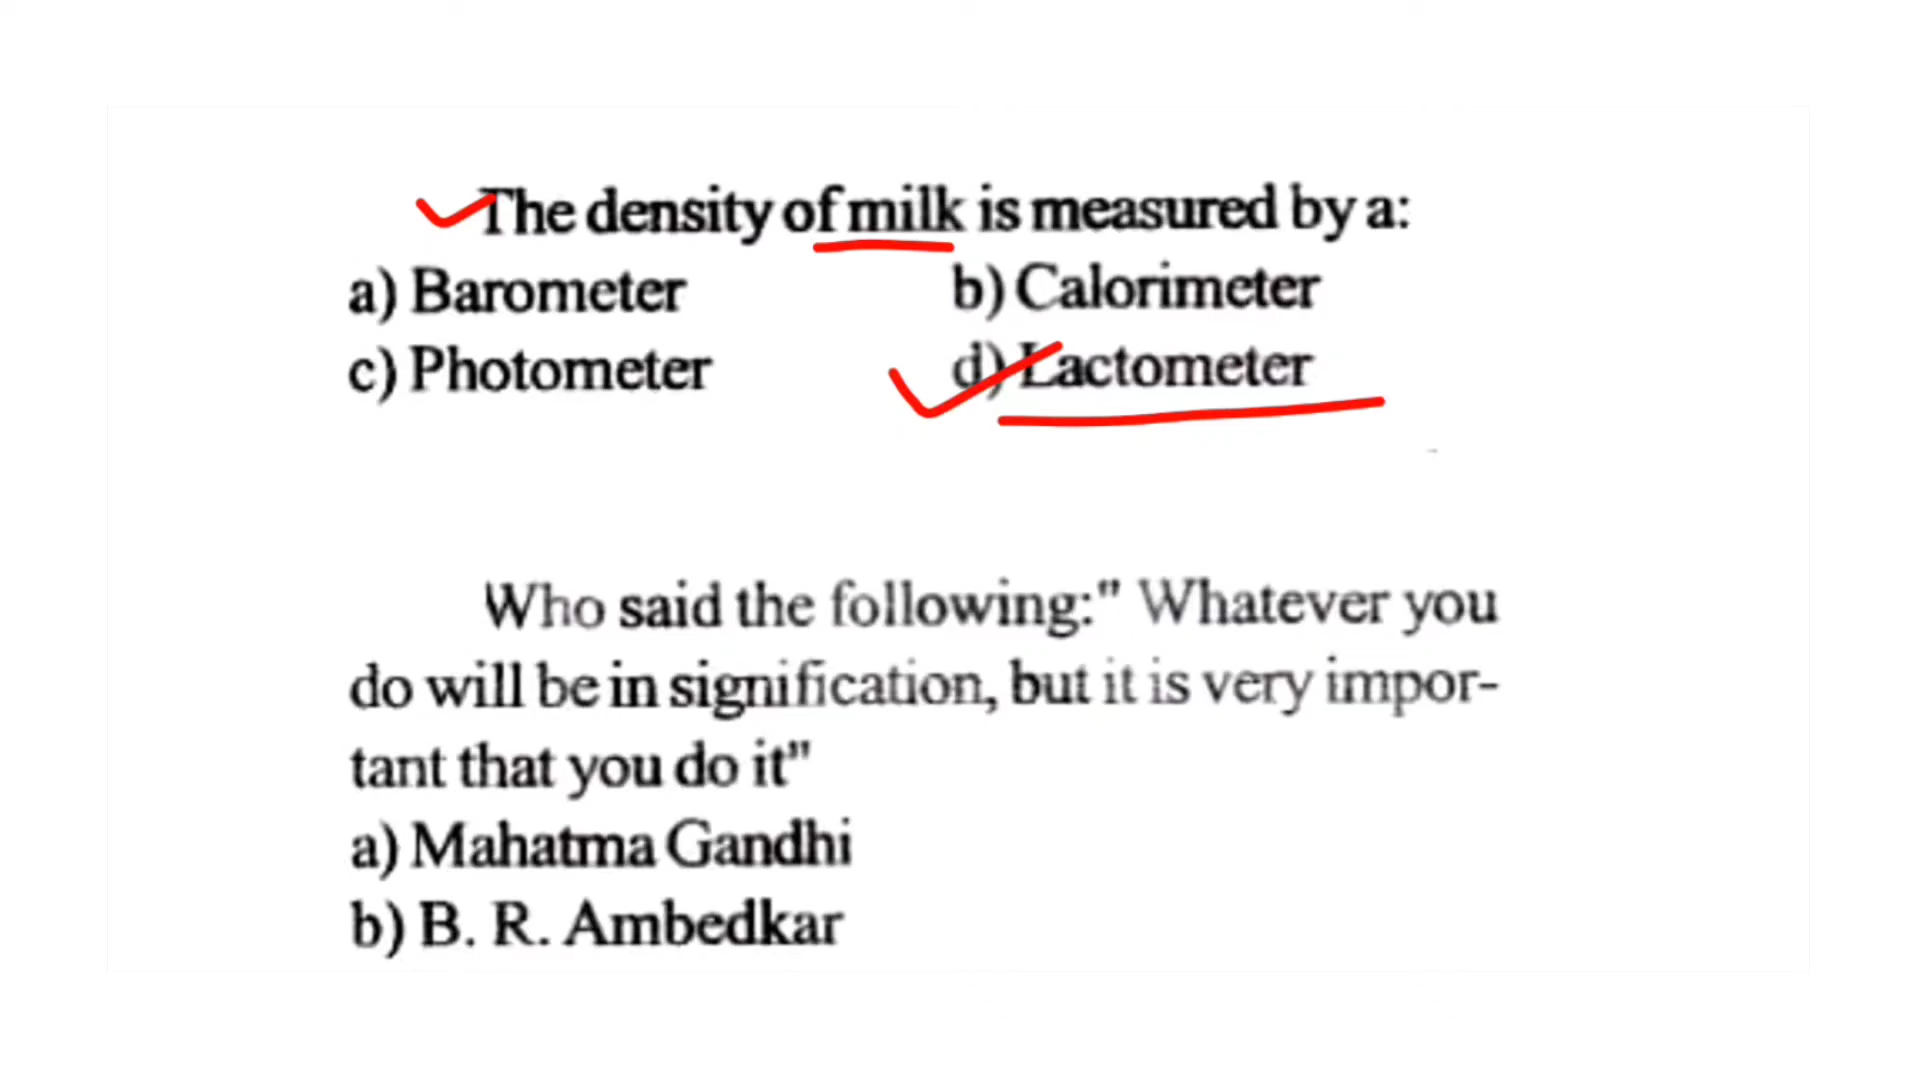 The density of milk is measured by a:
a) Barometer b) Calorimeter
c) Photometer d) Lactometer
Who said the following:" Whatever you
do will be in signification, but it is very impor-
tant that you do it"
a) Mahatma Gandhi
b) B. R. Ambedkar